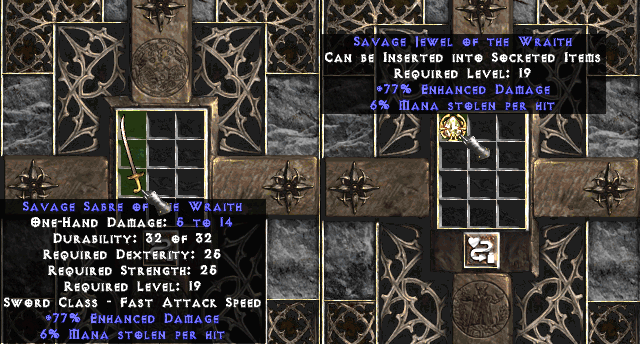 Savage Sabre of the Wraith
One-Hand Damage: 5 to 14
Durability: 32 of 32
Required Dexterity: 25
Required Strength: 25
Required Level: 19
Sword Class - Fast Attack Speed
+77% Enhanced Damage
6% Mana stolen per hit
Savage Jewel of the Wraith
Can be Inserted into Socketed Items
Required Level: 19
+77% Enhanced Damage
6% Mana stolen per hit